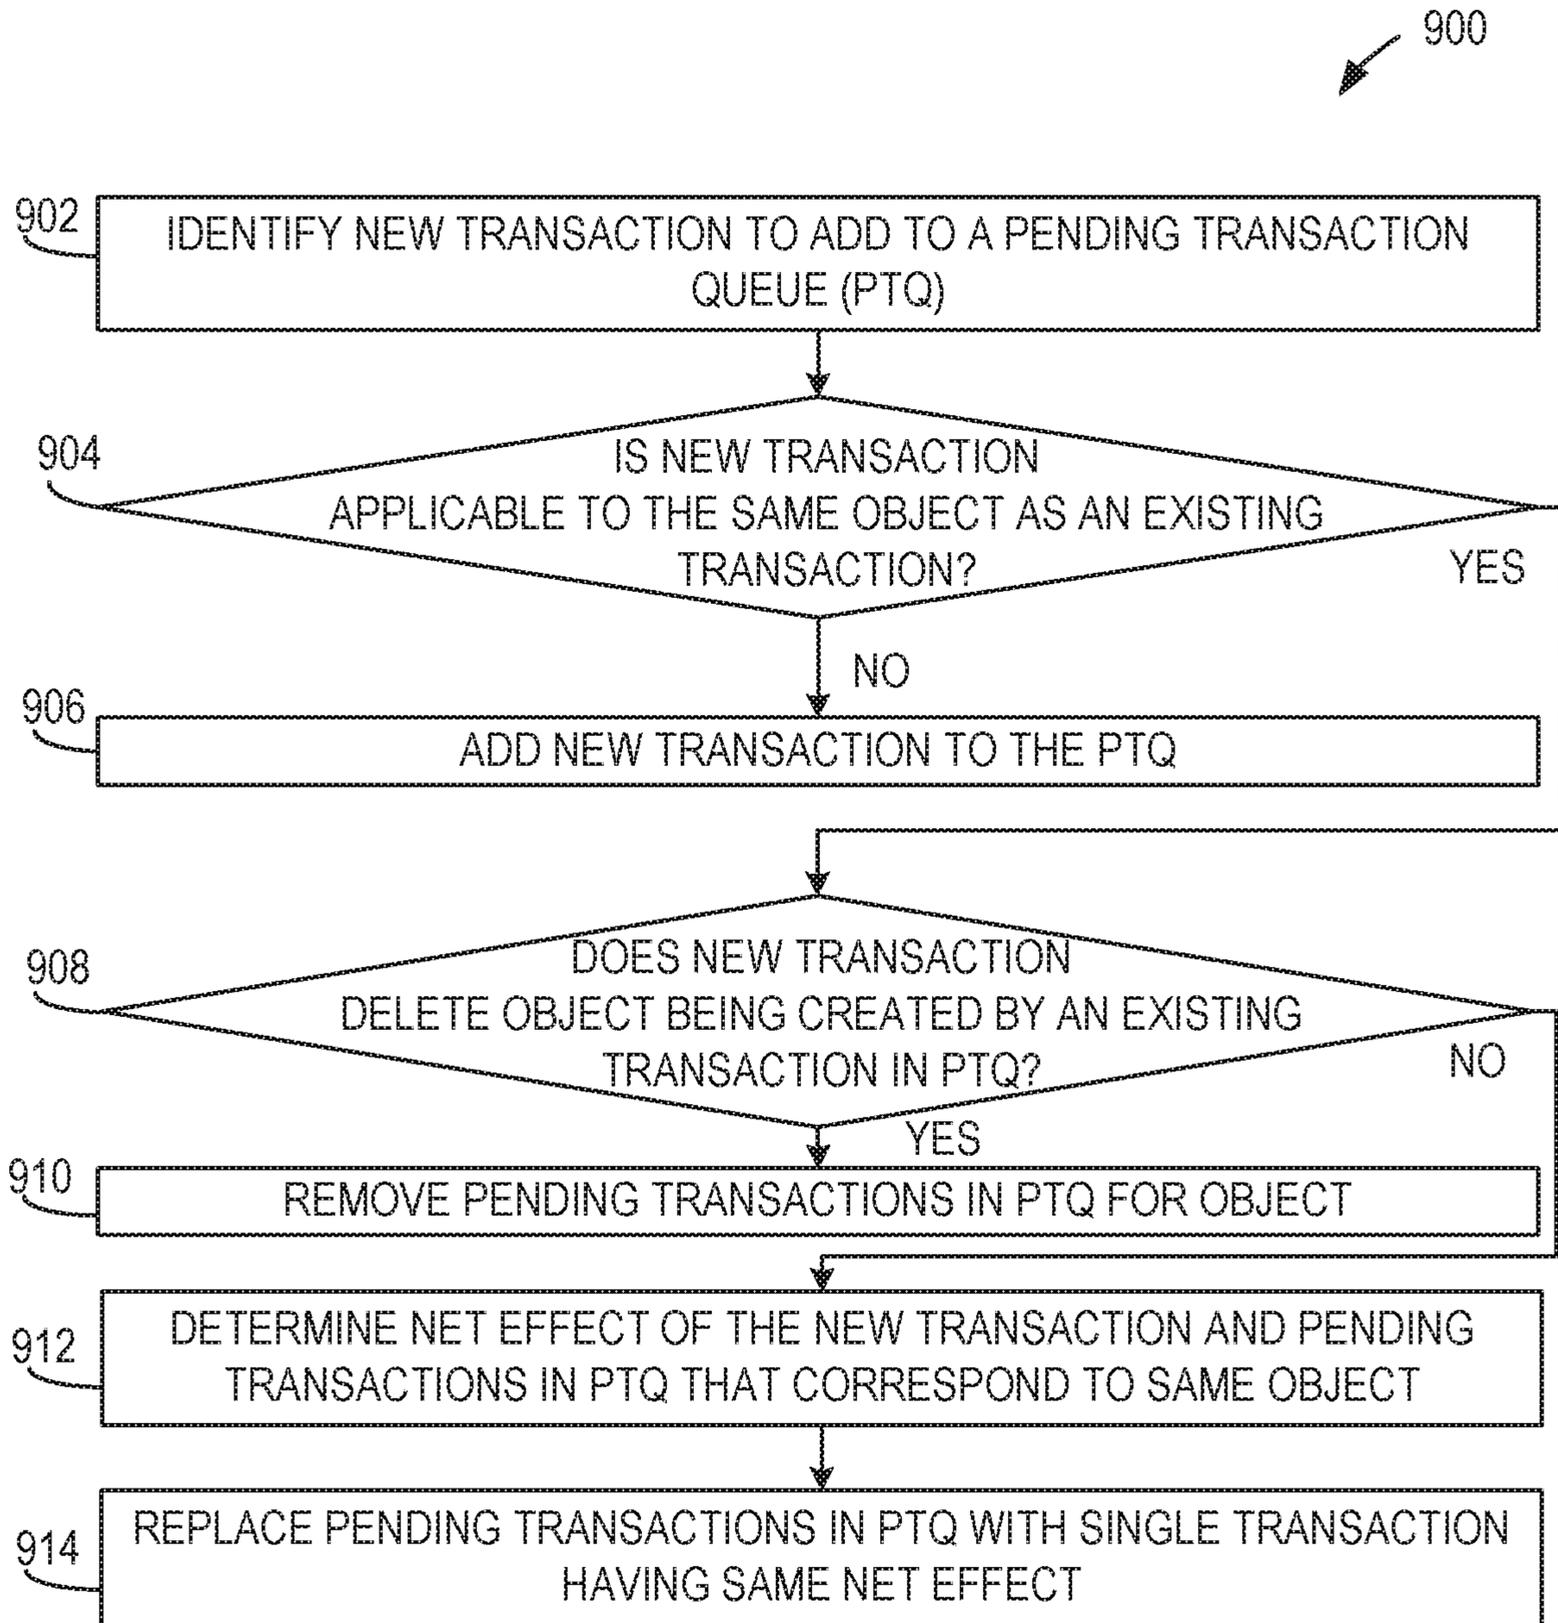 900
902
IDENTIFY NEW TRANSACTION TO ADD TO A PENDING TRANSACTION
QUEUE (PTQ)
904
IS NEW TRANSACTION
APPLICABLE TO THE SAME OBJECT AS AN EXISTING
TRANSACTION?
YES
NO
906
ADD NEW TRANSACTION TO THE PTQ
908
DOES NEW TRANSACTION
DELETE OBJECT BEING CREATED BY AN EXISTING
TRANSACTION IN PTQ?
NO
YES
910
REMOVE PENDING TRANSACTIONS IN PTQ FOR OBJECT
912
DETERMINE NET EFFECT OF THE NEW TRANSACTION AND PENDING
TRANSACTIONS IN PTQ THAT CORRESPOND TO SAME OBJECT
914
REPLACE PENDING TRANSACTIONS IN PTQ WITH SINGLE TRANSACTION
HAVING SAME NET EFFECT